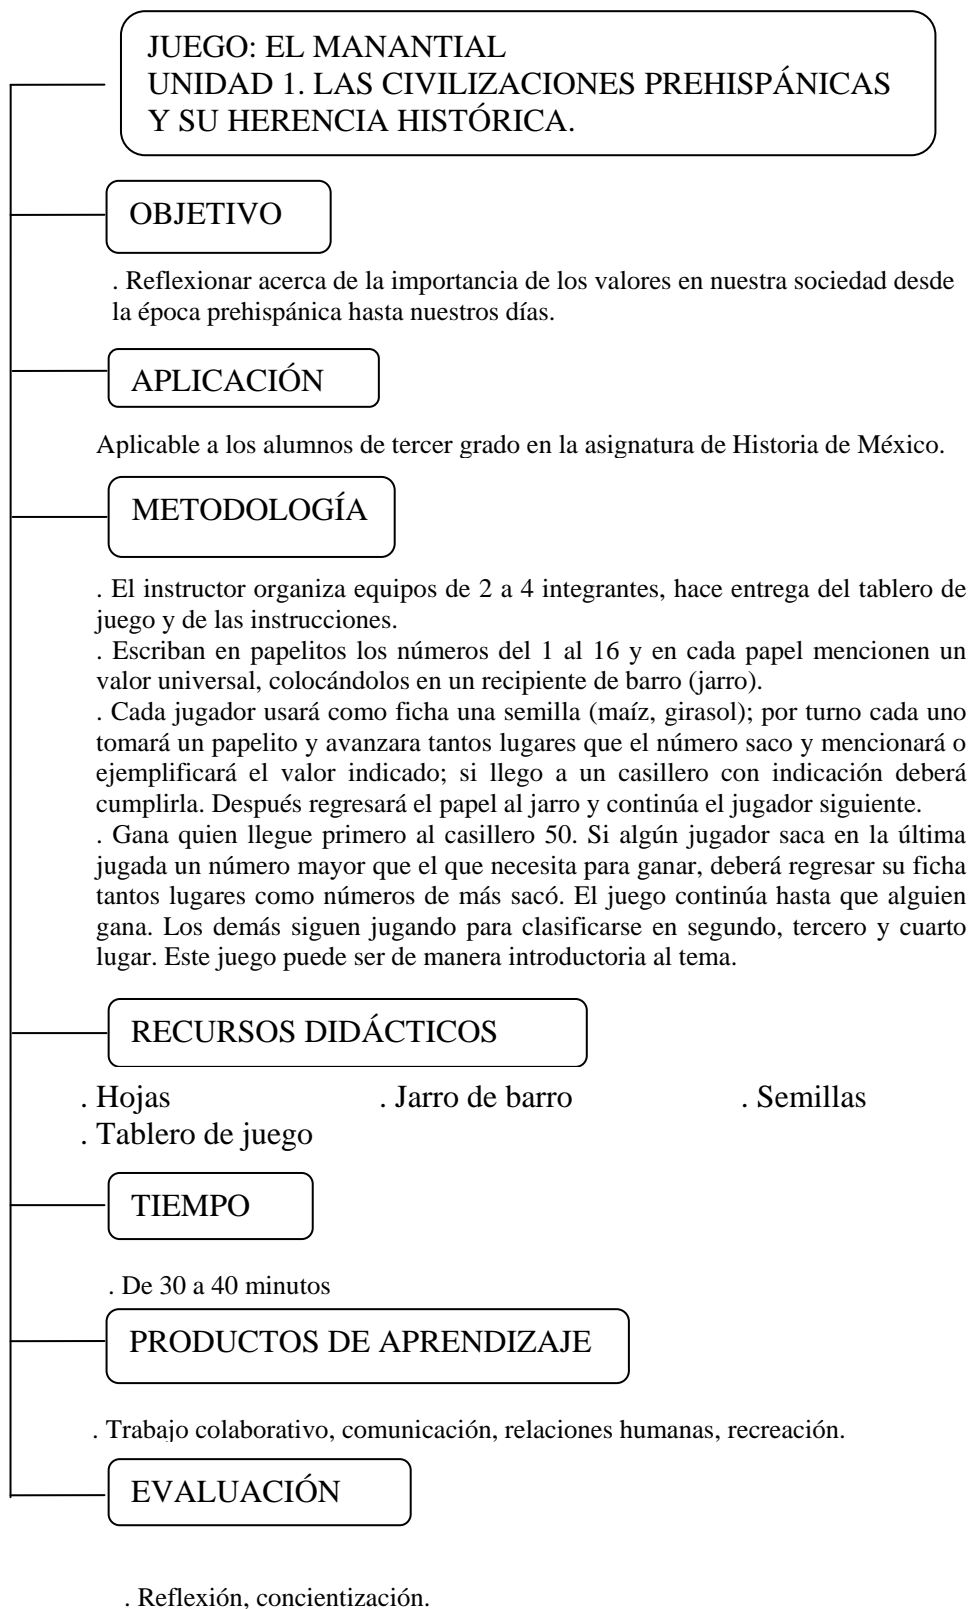 JUEGO: EL MANANTIAL
UNIDAD 1. LAS CIVILIZACIONES PREHISPÁNICAS
Y SU HERENCIA HISTÓRICA.
OBJETIVO
. Reflexionar acerca de la importancia de los valores en nuestra sociedad desde
la época prehispánica hasta nuestros días.
APLICACIÓN
Aplicable a los alumnos de tercer grado en la asignatura de Historia de México.
METODOLOGÍA
. El instructor organiza equipos de 2 a 4 integrantes, hace entrega del tablero de
juego y de las instrucciones.
. Escriban en papelitos los números del 1 al 16 y en cada papel mencionen un
valor universal, colocándolos en un recipiente de barro (jarro).
. Cada jugador usará como ficha una semilla (maíz, girasol); por turno cada uno
tomará un papelito y avanzara tantos lugares que el número saco y mencionará o
ejemplificará el valor indicado; si llego a un casillero con indicación deberá
cumplirla. Después regresará el papel al jarro y continúa el jugador siguiente.
. Gana quien llegue primero al casillero 50. Si algún jugador saca en la última
jugada un número mayor que el que necesita para ganar, deberá regresar su ficha
tantos lugares como números de más sacó. El juego continúa hasta que alguien
gana. Los demás siguen jugando para clasificarse en segundo, tercero y cuarto
lugar. Este juego puede ser de manera introductoria al tema.
RECURSOS DIDÁCTICOS
. Hojas . Jarro de barro . Semillas
. Tablero de juego
TIEMPO
. De 30 a 40 minutos
PRODUCTOS DE APRENDIZAJE
. Trabajo colaborativo, comunicación, relaciones humanas, recreación.
EVALUACIÓN
. Reflexión, concientización.